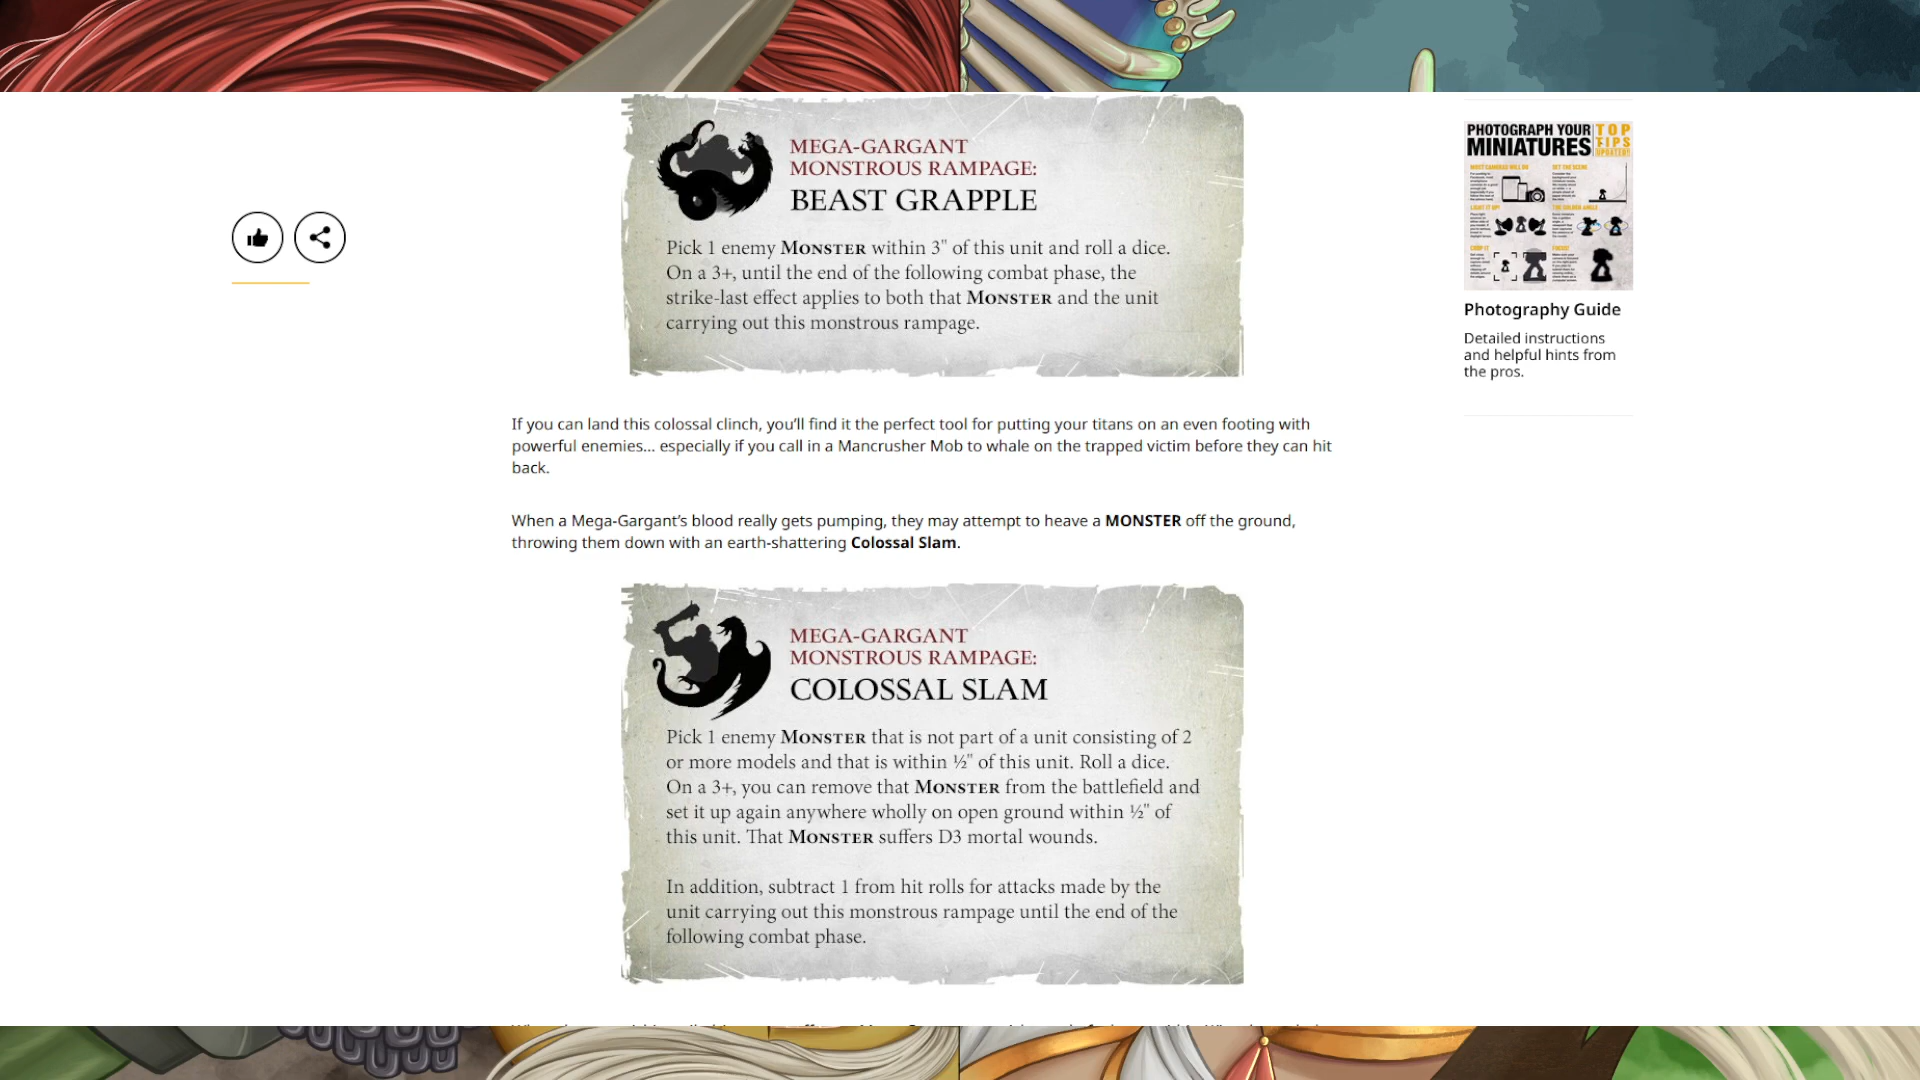 MEGA-GARGANT
MONSTROUS RAMPAGE:
BEAST GRAPPLE
Pick 1 enemy MONSTER within 3" of this unit and roll a dice.
On a 3+, until the end of the following combat phase, the
strike-last effect applies to both that MONSTER and the unit
carrying out this monstrous rampage.
If you can land this colossal clinch, you’ll find it the perfect tool for putting your titans on an even footing with
powerful enemies… especially if you call in a Mancrusher Mob to whale on the trapped victim before they can hit
back.
When a Mega-Gargant’s blood really gets pumping, they may attempt to heave a MONSTER off the ground,
throwing them down with an earth-shattering Colossal Slam.
MEGA-GARGANT
MONSTROUS RAMPAGE:
COLOSSAL SLAM
Pick 1 enemy MONSTER that is not part of a unit consisting of 2
or more models and that is within ½" of this unit. Roll a dice.
On a 3+, you can remove that MONSTER from the battlefield and
set it up again anywhere wholly on open ground within ½" of
this unit. That MONSTER suffers D3 mortal wounds.
In addition, subtract 1 from hit rolls for attacks made by the
unit carrying out this monstrous rampage until the end of the
following combat phase.
PHOTOGRAPH YOUR
MINIATURES
TOP
TIPS
UPDATED!
Photography Guide
Detailed instructions
and helpful hints from
the pros.